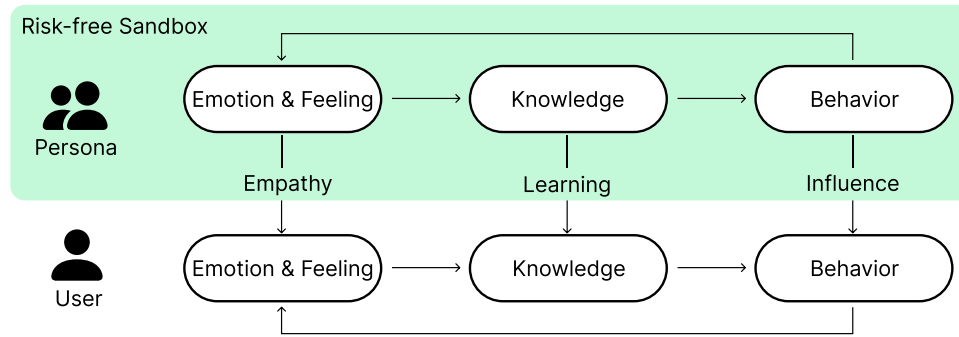 Risk-free Sandbox
Emotion & Feeling
Knowledge
Behavior
Persona
Empathy
Learning
Influence
Emotion & Feeling
Knowledge
Behavior
User